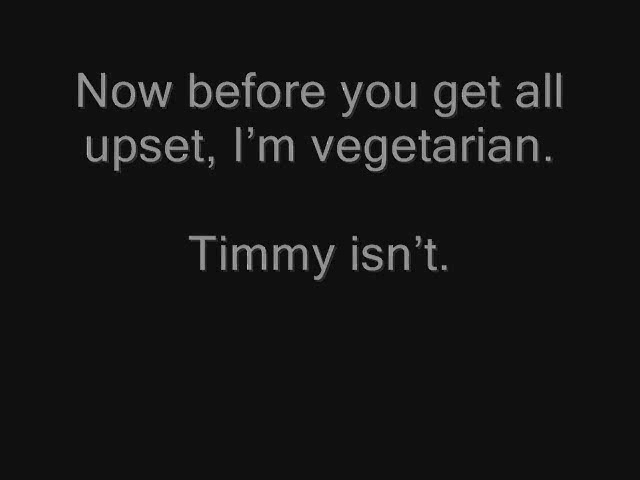 Now before you get all
upset, I’m vegetarian.
Timmy isn’t.